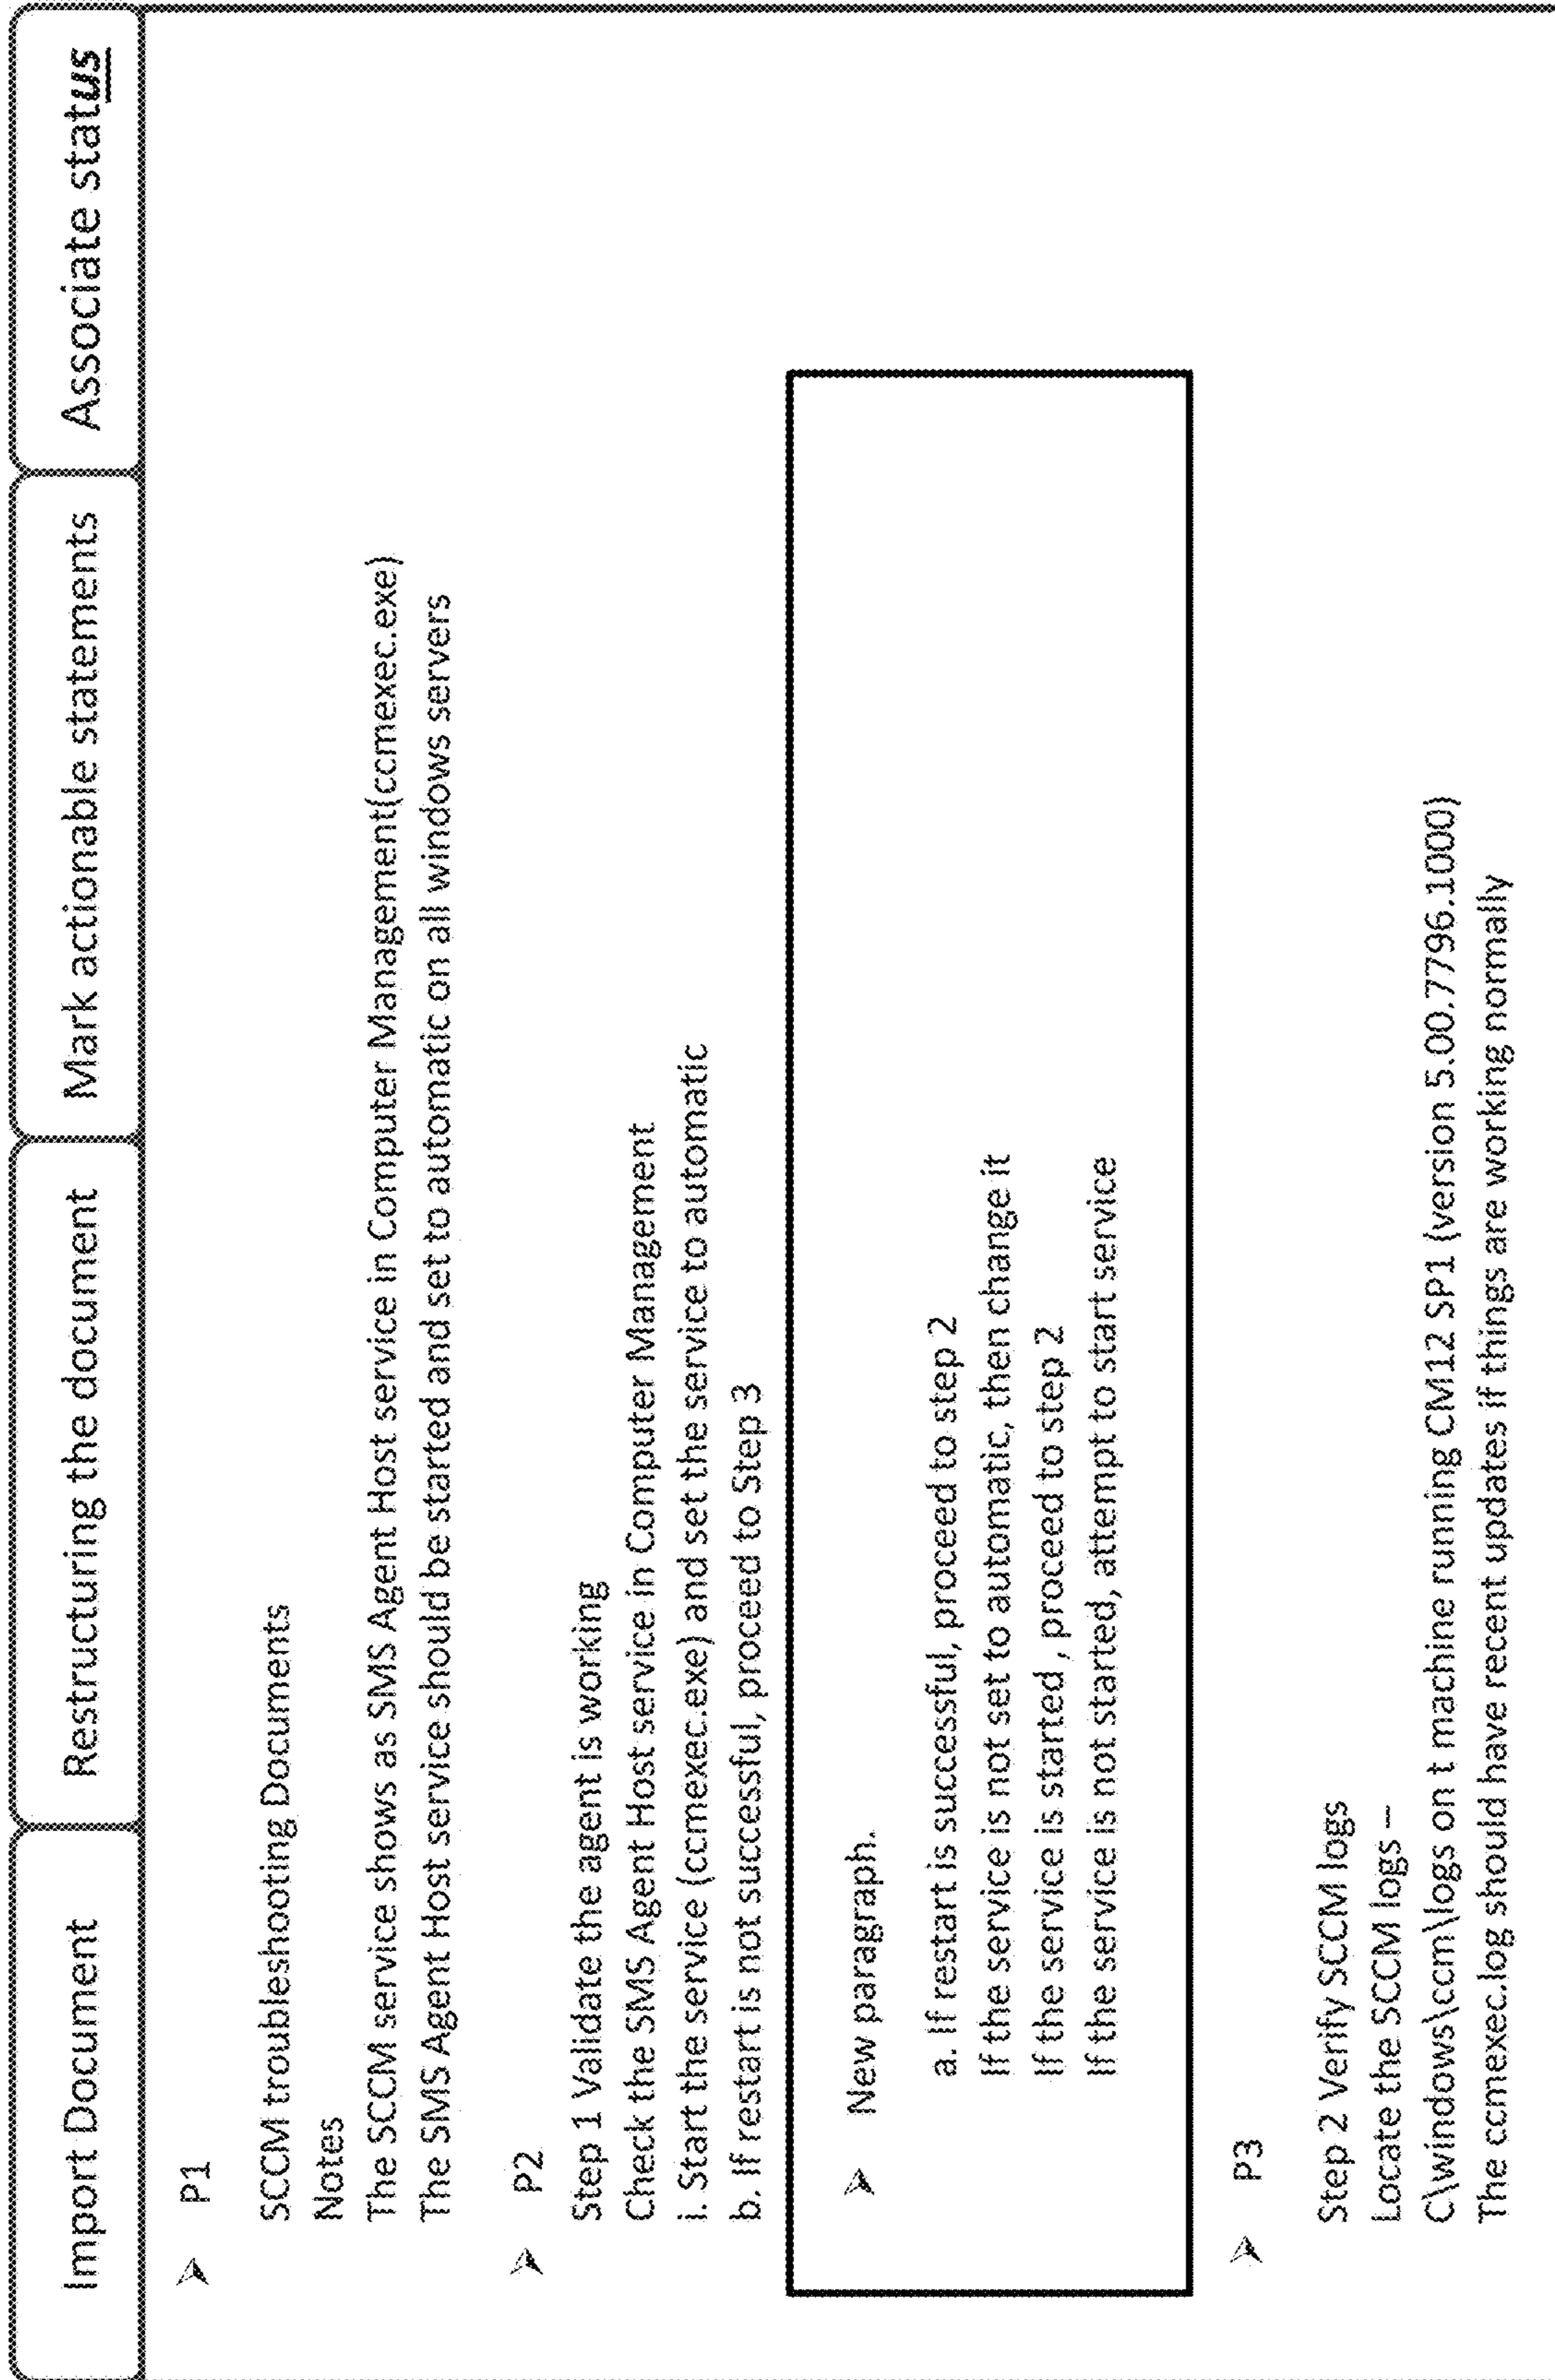 Import Document
Restructuring the document
Mark actionable statements
Associate status
➤ P1
SCCM troubleshooting Documents
Notes
The SCCM service shows as SMS Agent Host service in Computer Management(ccmexec.exe)
The SMS Agent Host service should be started and set to automatic on all windows servers
➤ P2
Step 1 Validate the agent is working
Check the SMS Agent Host service in Computer Management
i. Start the service (ccmexec.exe) and set the service to automatic
b. If restart is not successful, proceed to Step 3
➤ New paragraph.
a. If restart is successful, proceed to step 2
If the service is not set to automatic, then change it
If the service is started , proceed to step 2
If the service is not started, attempt to start service
➤ P3
Step 2 Verify SCCM logs
Locate the SCCM logs –
C\windows\ccm\logs on t machine running CM12 SP1 (version 5.00.7796.1000)
The ccmexec.log should have recent updates if things are working normally